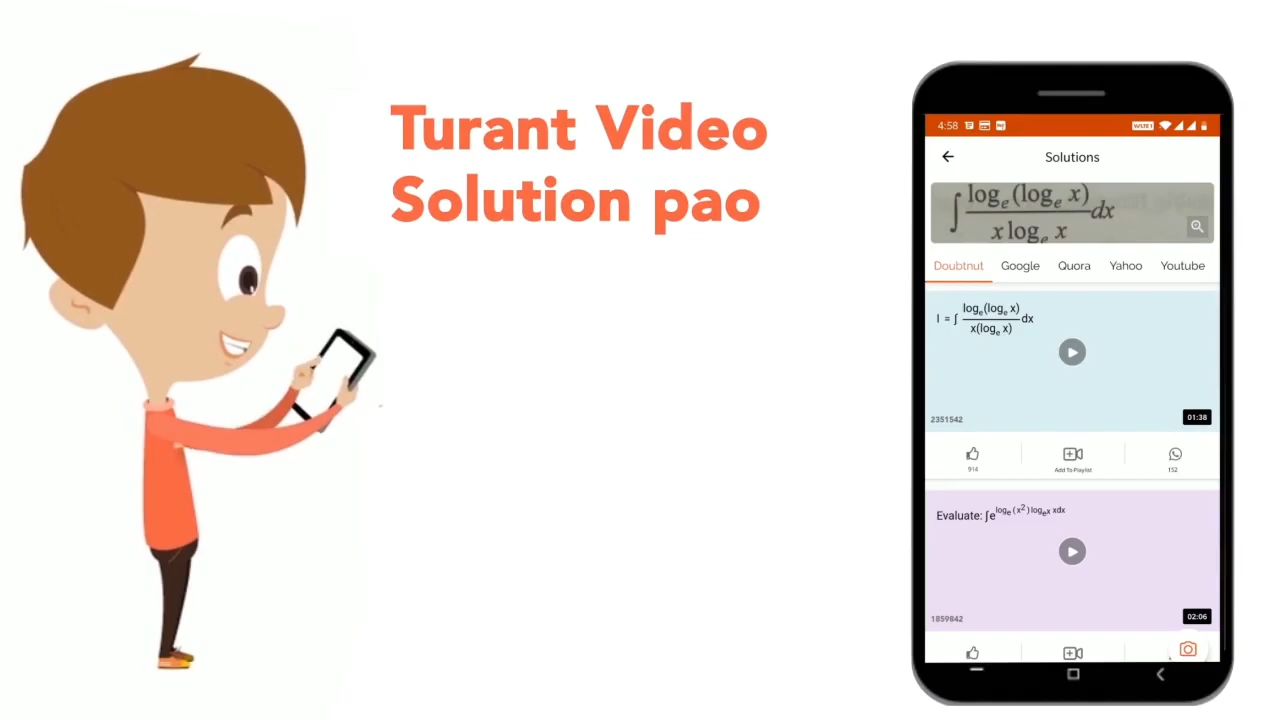 Turant Video
Solution pao
4:58
VoLTE1
Solutions
∫ logₑ(logₑ x) / x logₑ x dx
Doubtnut Google Quora Yahoo Youtube
I = ∫ logₑ(logₑ x) / x(logₑ x) dx
2351542 01:38
914 Add To Playlist 152
Evaluate: ∫e^logₑ(x²)logₑx xdx
1859842 02:06